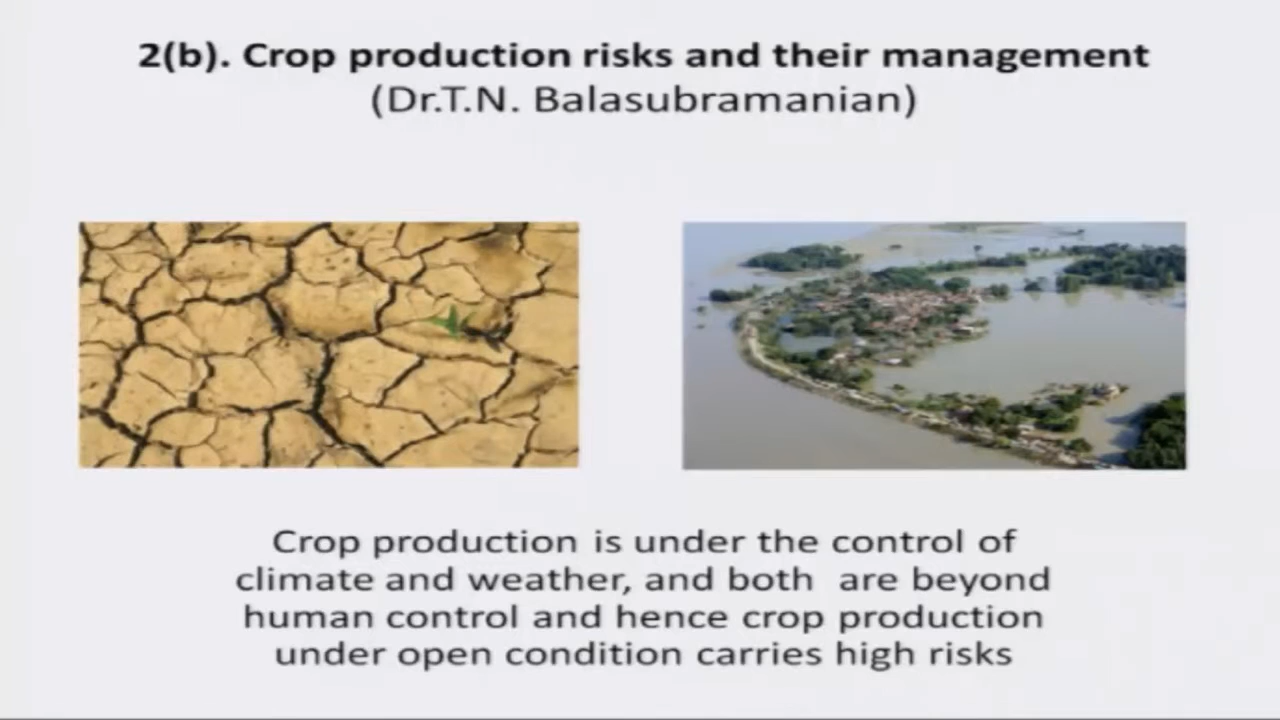 2(b). Crop production risks and their management
(Dr.T.N. Balasubramanian)
Crop production is under the control of
climate and weather, and both are beyond
human control and hence crop production
under open condition carries high risks